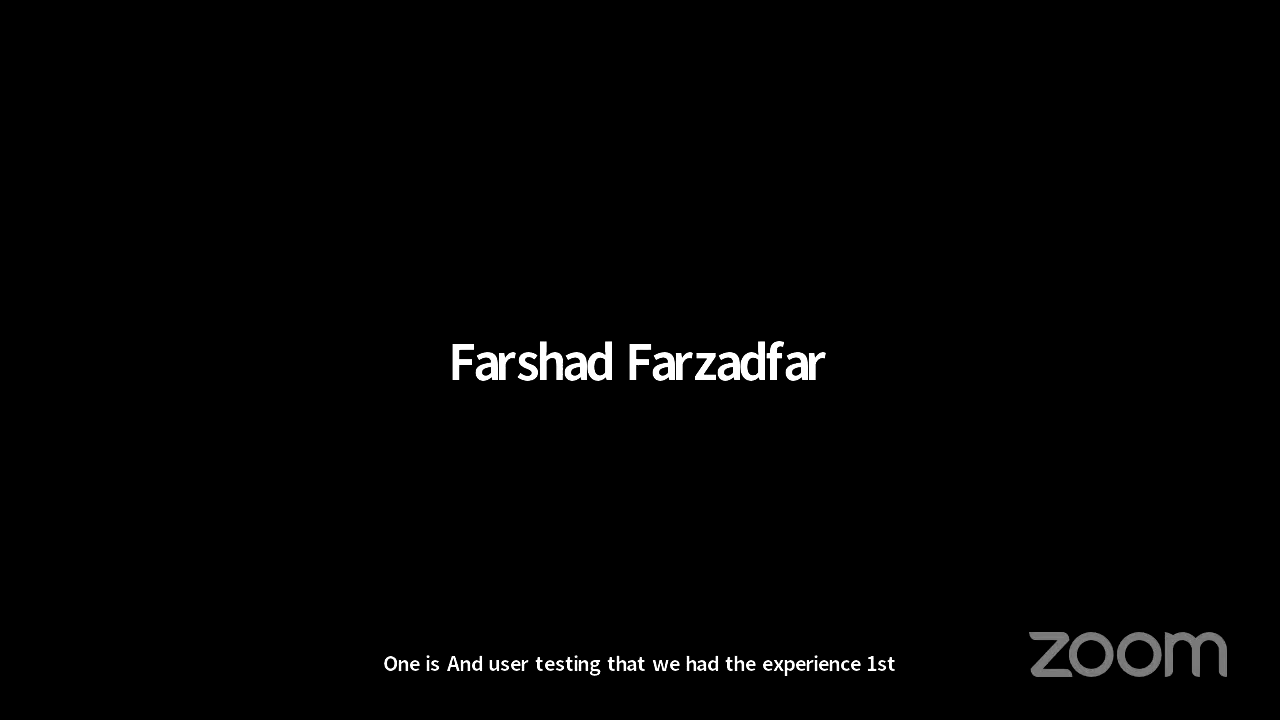 Farshad Farzadfar
One is And user testing that we had the experience 1st
zoom